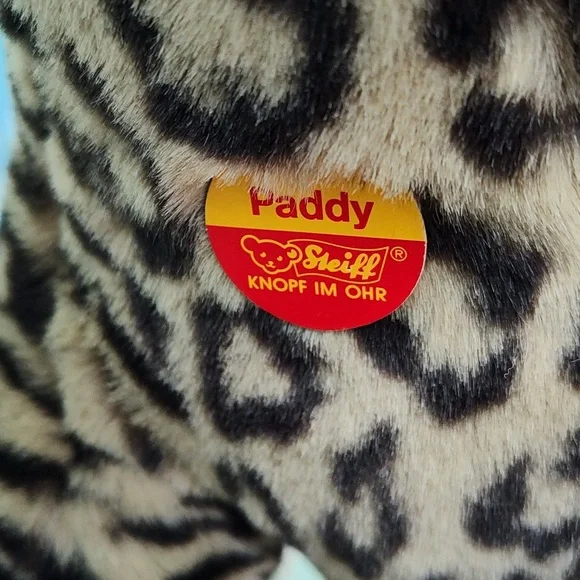 Paddy
Steiff ®
KNOPF IM OHR